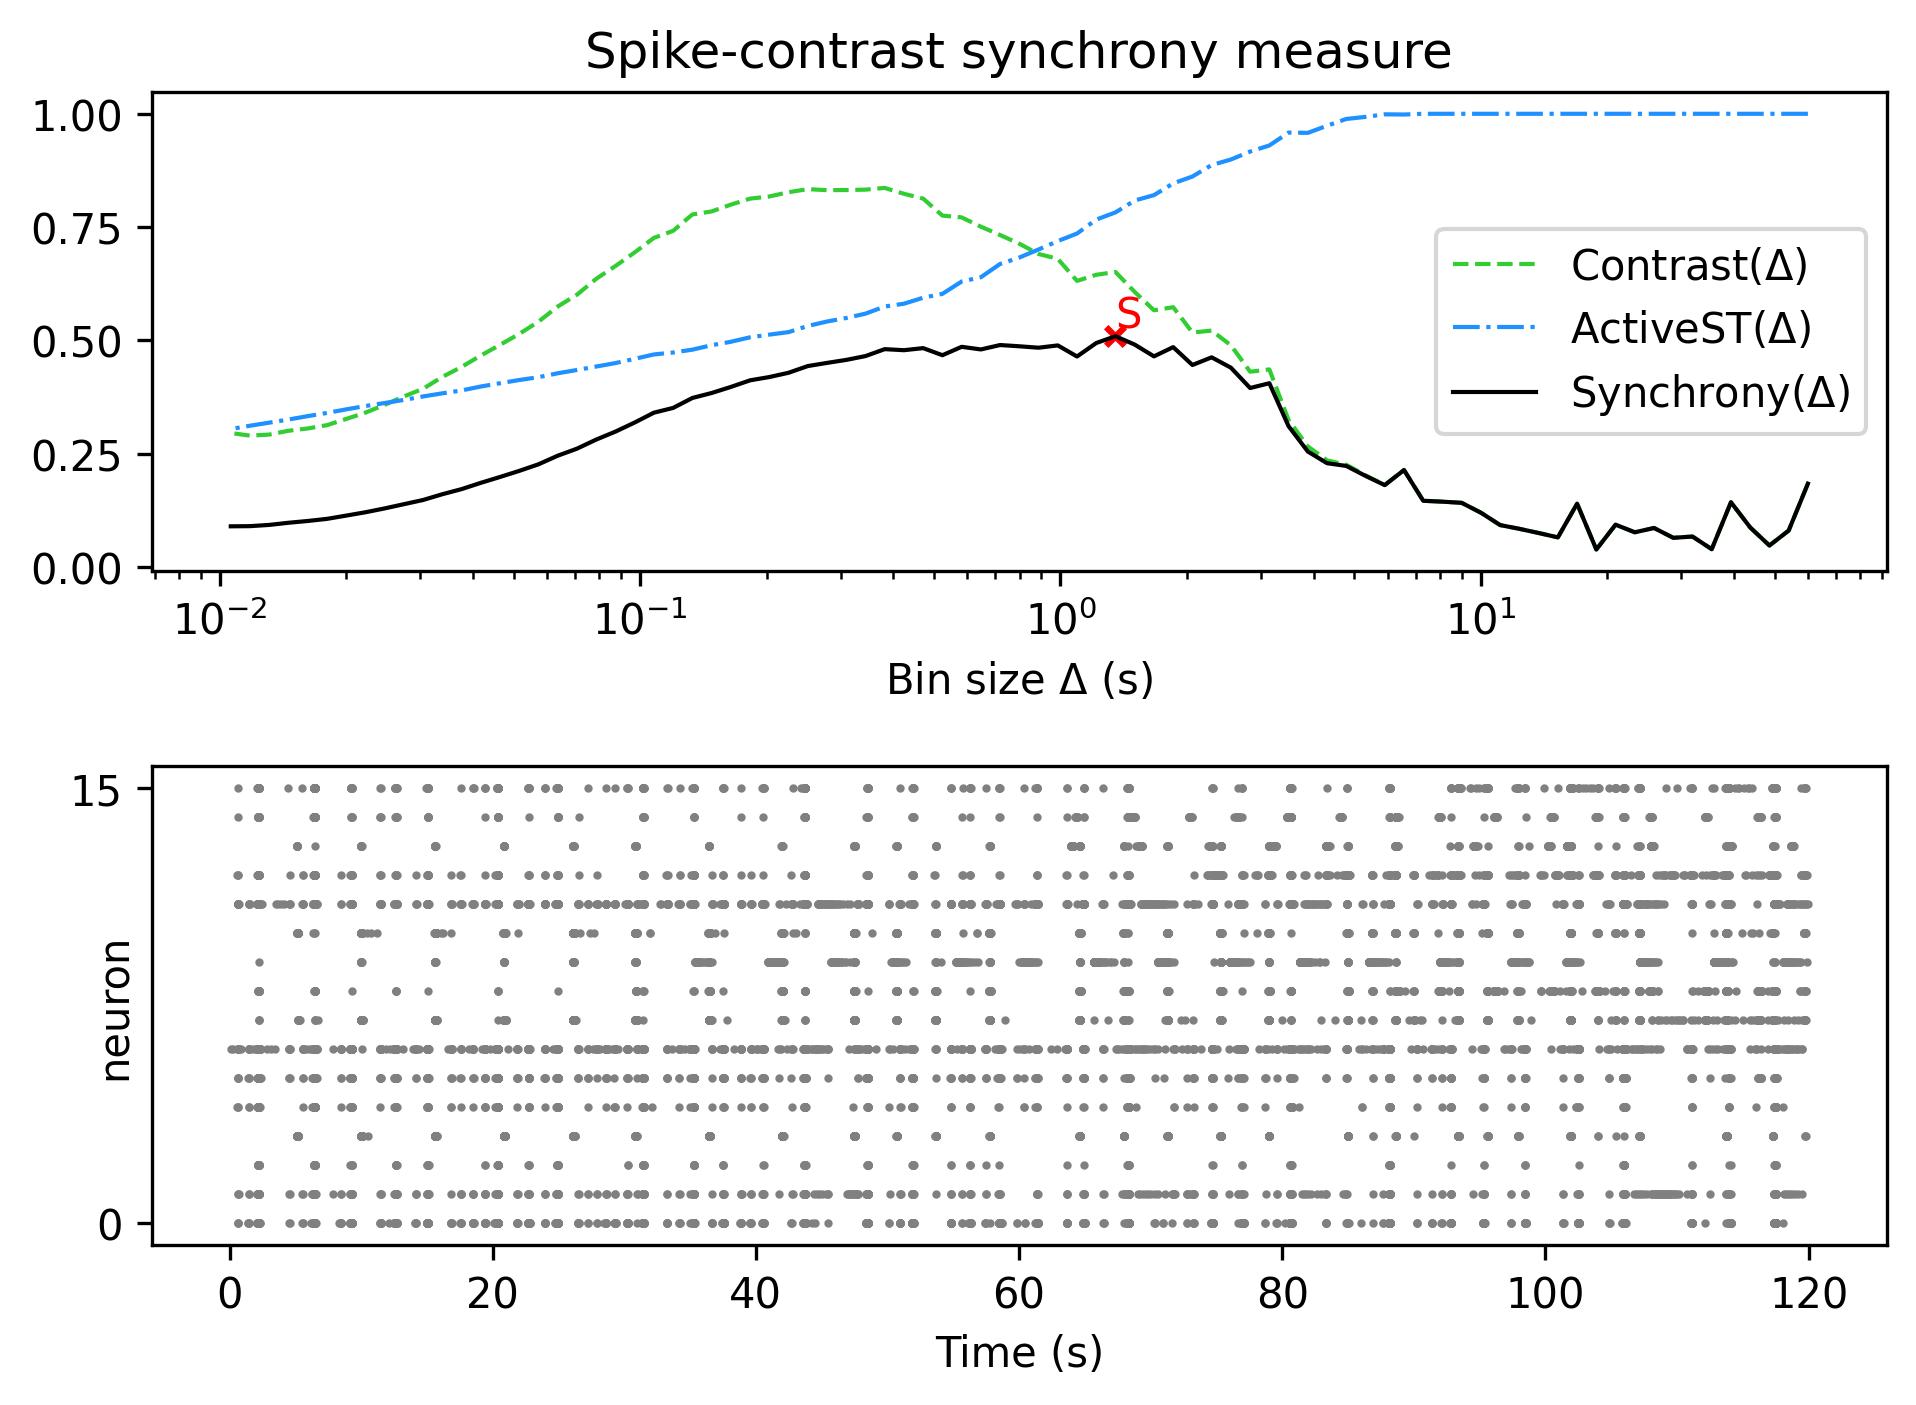 Spike-contrast synchrony measure
1.00
0.75
0.50
0.25
0.00
S
Contrast(Δ)
ActiveST(Δ)
Synchrony(Δ)
10⁻² 10⁻¹ 10⁰ 10¹
Bin size Δ (s)
15
0
neuron
0 20 40 60 80 100 120
Time (s)